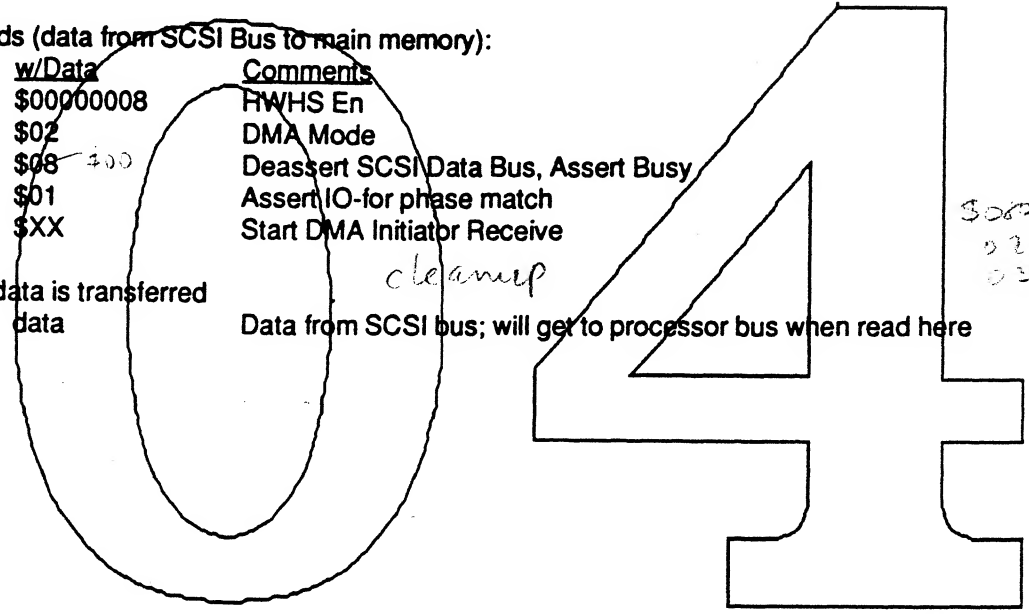 ds (data from SCSI Bus to main memory):
w/Data Comments
$00000008 HWHS En
$02 DMA Mode
$08 $00 Deassert SCSI Data Bus, Assert Busy
$01 Assert IO-for phase match
$XX Start DMA Initiator Receive
cleanup
data is transferred
data Data from SCSI bus; will get to processor bus when read here
04